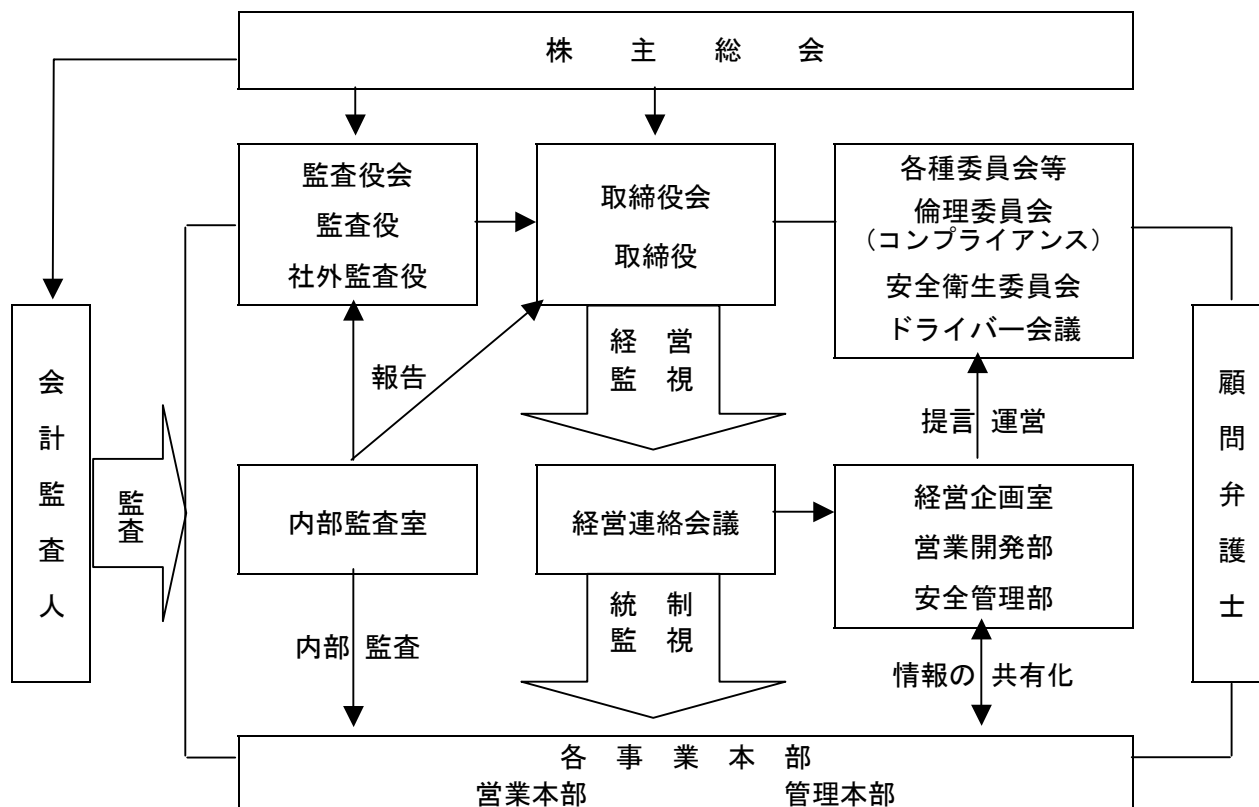 株主総会
監査役会
監査役
社外監査役
取締役会
取締役
各種委員会等
倫理委員会
(コンプライアンス)
安全衛生委員会
ドライバー会議
会計監査人
監査
報告
経営
監視
提言 運営
顧問弁護士
内部監査室
経営連絡会議
経営企画室
営業開発部
安全管理部
内部 監査
統制
監視
情報の 共有化
各事業本部
営業本部 管理本部